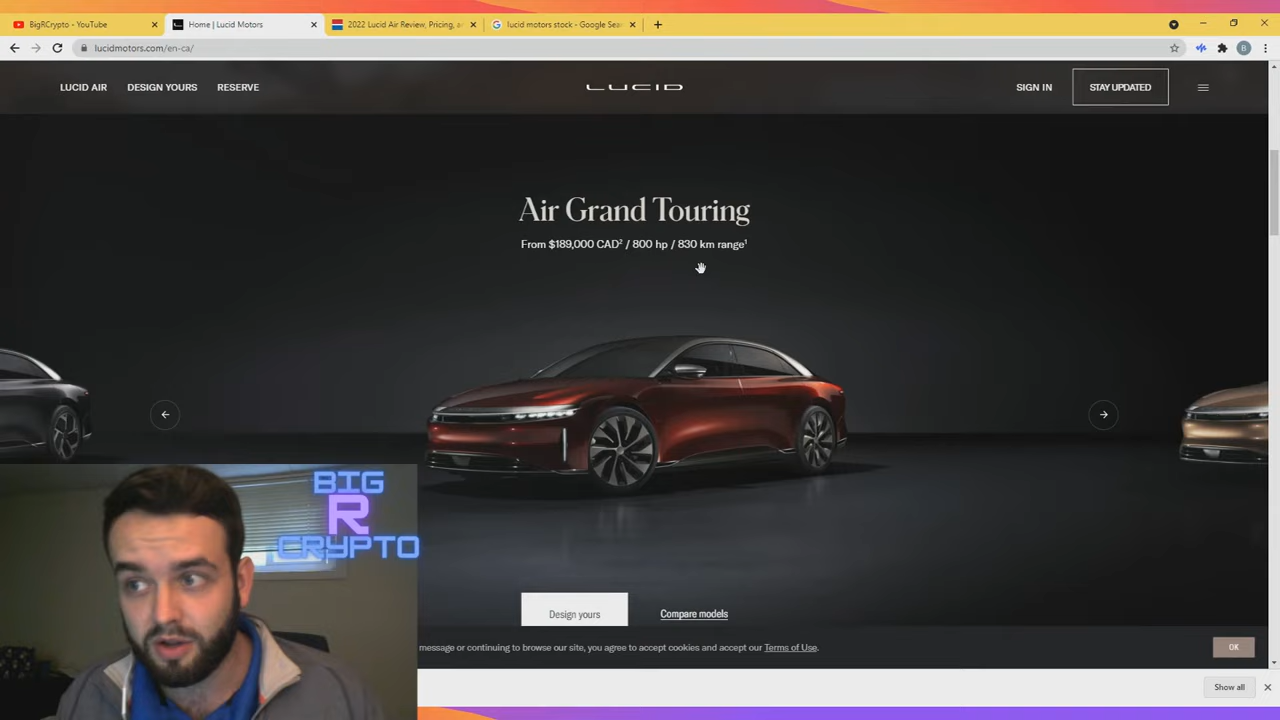 BigRCrypto - YouTube
Home | Lucid Motors
2022 Lucid Air Review, Pricing, a
lucid motors stock - Google Sea
lucidmotors.com/en-ca/
B
LUCID AIR
DESIGN YOURS
RESERVE
LUCID
SIGN IN
STAY UPDATED
Air Grand Touring
From $189,000 CAD² / 800 hp / 830 km range¹
Design yours
Compare models
message or continuing to browse our site, you agree to accept cookies and accept our Terms of Use.
OK
Show all
BIG
R
CRYPTO